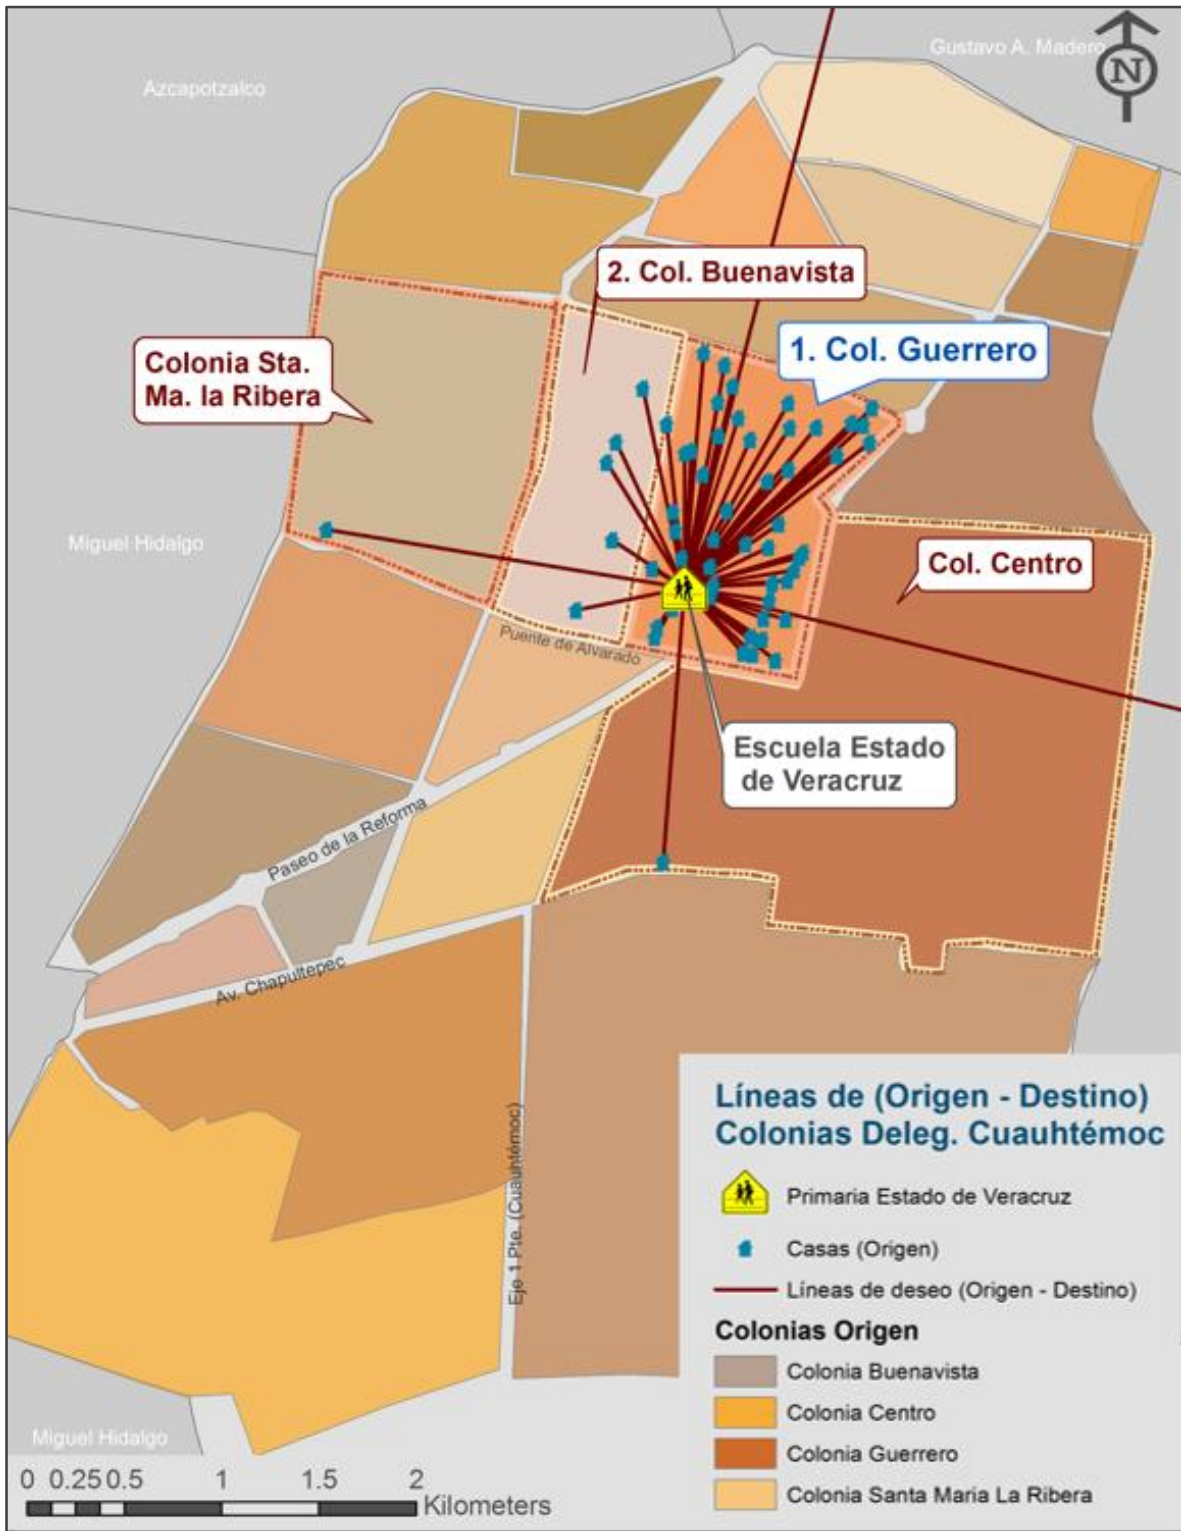 Gustavo A. Madero
N
Azcapotzalco
2. Col. Buenavista
1. Col. Guerrero
Colonia Sta.
Ma. la Ribera
Miguel Hidalgo
Col. Centro
Puente de Alvarado
Escuela Estado
de Veracruz
Paseo de la Reforma
Av. Chapultepec
Eje 1 Pte. (Cuauhtémoc)
Líneas de (Origen - Destino)
Colonias Deleg. Cuauhtémoc
Primaria Estado de Veracruz
Casas (Origen)
Líneas de deseo (Origen - Destino)
Colonias Origen
Colonia Buenavista
Colonia Centro
Colonia Guerrero
Colonia Santa María La Ribera
Miguel Hidalgo
0 0.25 0.5 1 1.5 2
Kilometers